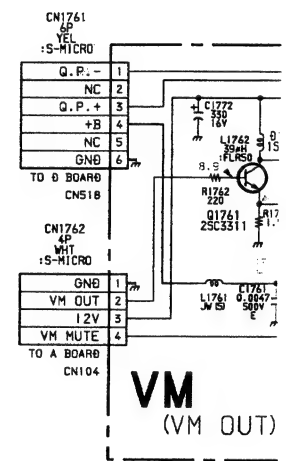 CN1761
6P
YEL
:S-MICRO
Q.P.- 1
NC 2
Q.P.+ 3
+B 4
NC 5
GND 6
TO D BOARD
CN518
C1772
330
16V
L1762
39µH
:FLR50
8.9
R1762
220
Q1761
2SC3311
CN1762
4P
WHT
:S-MICRO
GND 1
VM OUT 2
12V 3
VM MUTE 4
TO A BOARD
CN104
L1761
JW(5)
C1761
0.0047
500V
E
VM
(VM OUT)